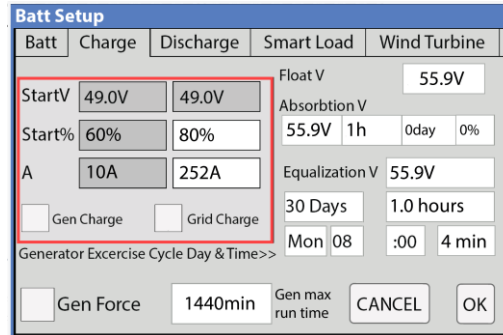 Batt Setup
Batt Charge Discharge Smart Load Wind Turbine
StartV 49.0V 49.0V
Start% 60% 80%
A 10A 252A
Gen Charge Grid Charge
Float V 55.9V
Absorbtion V
55.9V 1h 0day 0%
Equalization V 55.9V
30 Days 1.0 hours
Generator Excercise Cycle Day & Time>> Mon 08 :00 4 min
Gen Force 1440min Gen max
run time
CANCEL OK